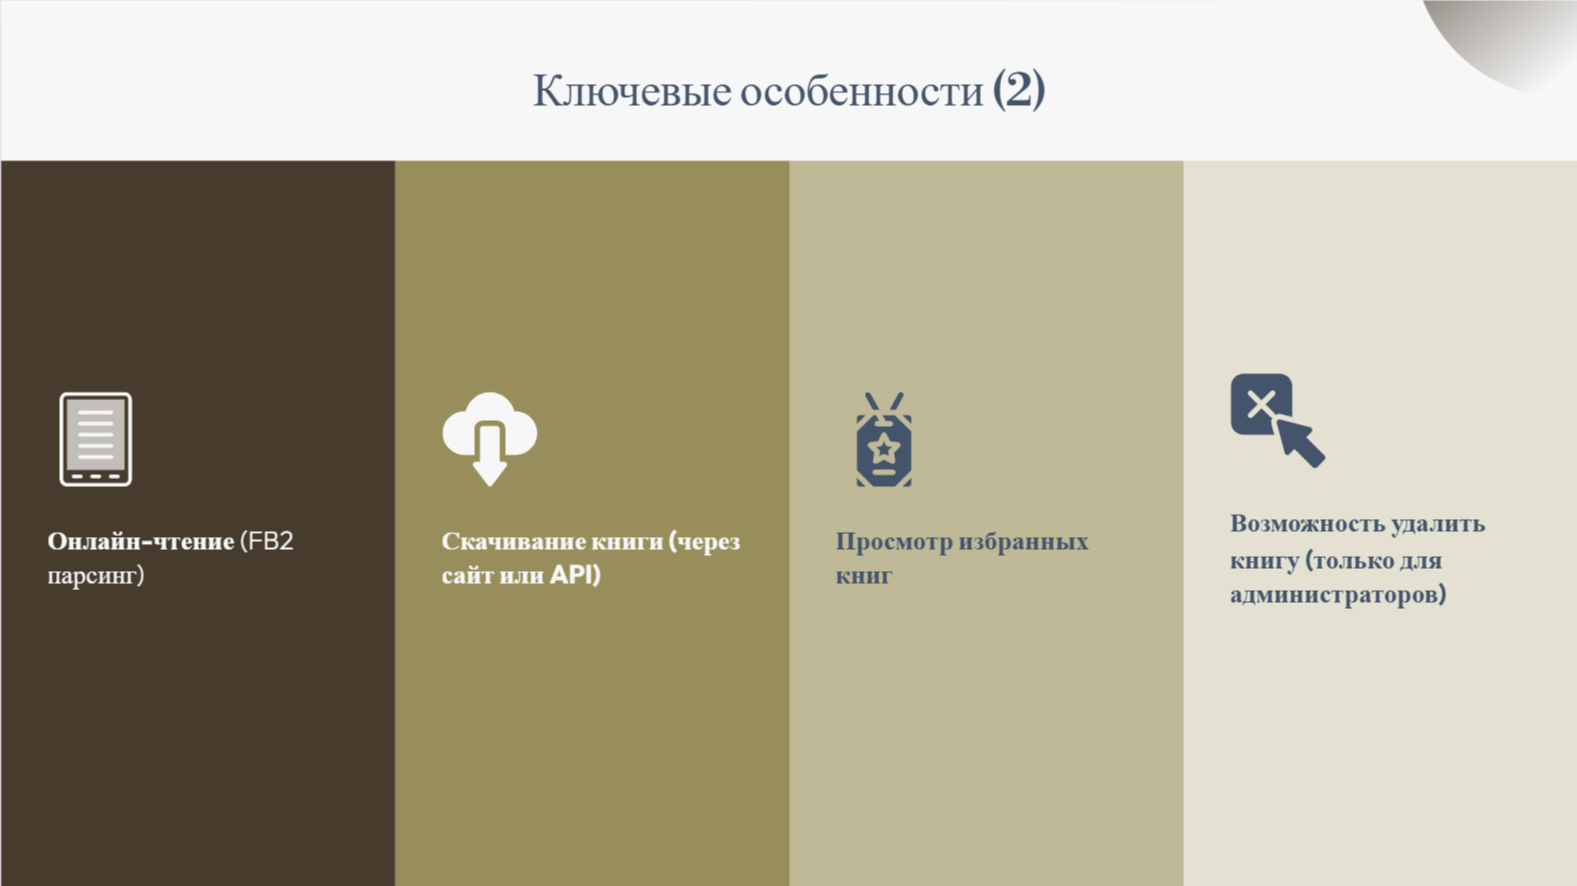 Ключевые особенности (2)
Онлайн-чтение (FB2
парсинг)
Скачивание книги (через
сайт или API)
Просмотр избранных
книг
Возможность удалить
книгу (только для
администраторов)